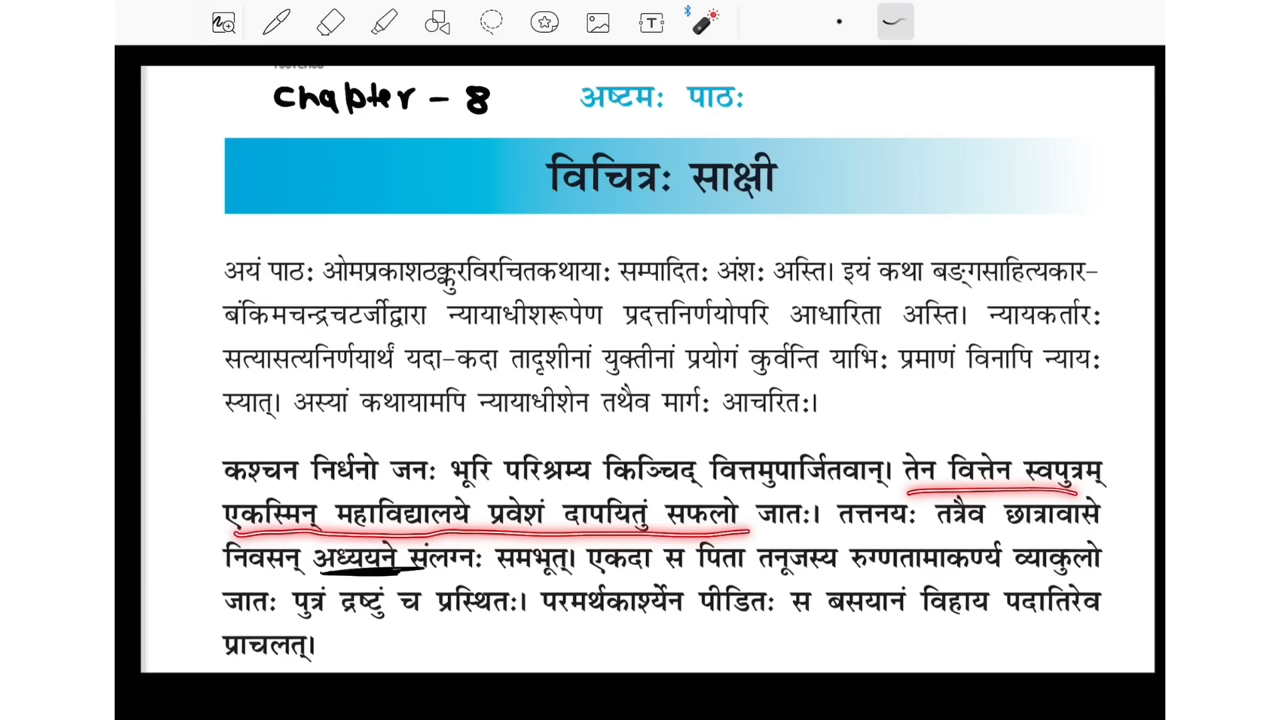 Chapter - 8 अष्टमः पाठः
विचित्रः साक्षी
अयं पाठः ओमप्रकाशठक्कुरविरचितकथायाः सम्पादितः अंशः अस्ति। इयं कथा बङ्गसाहित्यकार-
बंकिमचन्द्रचटर्जीद्वारा न्यायाधीशरूपेण प्रदत्तनिर्णयोपरि आधारिता अस्ति। न्यायकर्तारः
सत्यासत्यनिर्णयार्थं यदा-कदा तादृशीनां युक्तीनां प्रयोगं कुर्वन्ति याभिः प्रमाणं विनापि न्यायः
स्यात्। अस्यां कथायामपि न्यायाधीशेन तथैव मार्गः आचरितः।
कश्चन निर्धनो जनः भूरि परिश्रम्य किञ्चिद् वित्तमुपार्जितवान्। तेन वित्तेन स्वपुत्रम्
एकस्मिन् महाविद्यालये प्रवेशं दापयितुं सफलो जातः। तत्तनयः तत्रैव छात्रावासे
निवसन् अध्ययने संलग्नः समभूत्। एकदा स पिता तनूजस्य रुग्णतामाकर्ण्य व्याकुलो
जातः पुत्रं द्रष्टुं च प्रस्थितः। परमर्थकार्श्येन पीडितः स बसयानं विहाय पदातिरेव
प्राचलत्।